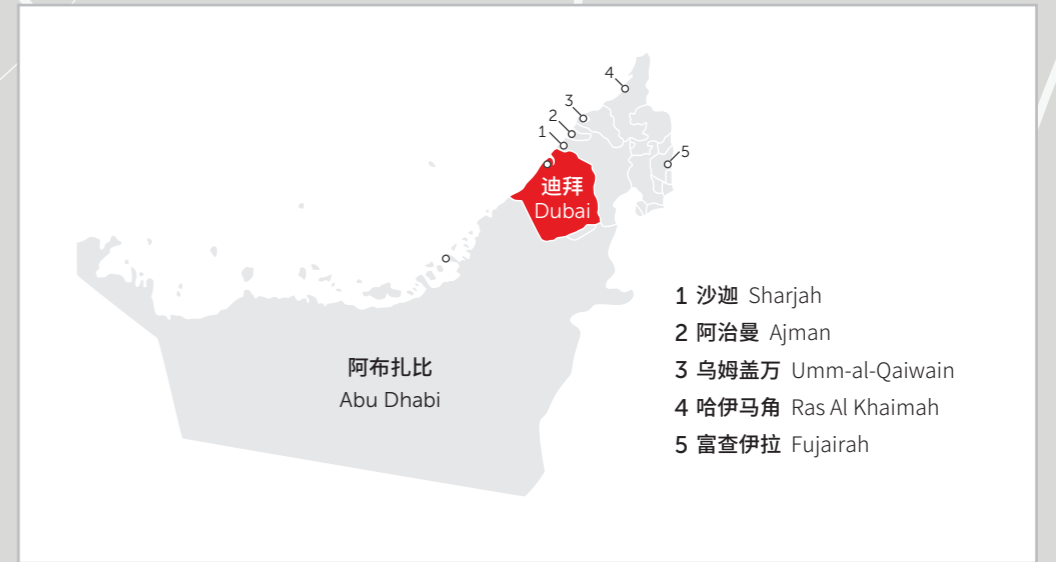 4
3
2
1
5
迪拜
Dubai
阿布扎比
Abu Dhabi
1 沙迦 Sharjah
2 阿治曼 Ajman
3 乌姆盖万 Umm-al-Qaiwain
4 哈伊马角 Ras Al Khaimah
5 富查伊拉 Fujairah